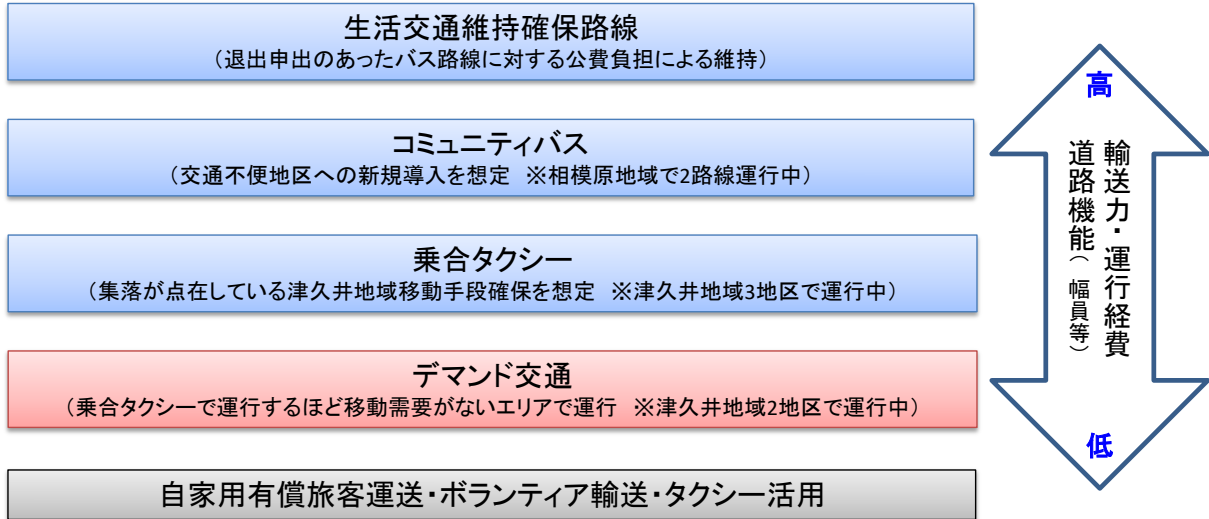 生活交通維持確保路線
（退出申出のあったバス路線に対する公費負担による維持）
コミュニティバス
（交通不便地区への新規導入を想定　※相模原地域で2路線運行中）
乗合タクシー
（集落が点在している津久井地域移動手段確保を想定　※津久井地域3地区で運行中）
デマンド交通
（乗合タクシーで運行するほど移動需要がないエリアで運行　※津久井地域2地区で運行中）
自家用有償旅客運送・ボランティア輸送・タクシー活用
高
輸送力・運行経費
道路機能（幅員等）
低